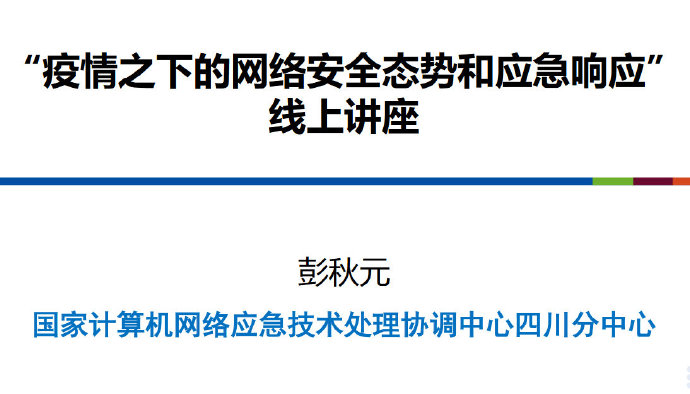 “疫情之下的网络安全态势和应急响应”
线上讲座
彭秋元
国家计算机网络应急技术处理协调中心四川分中心